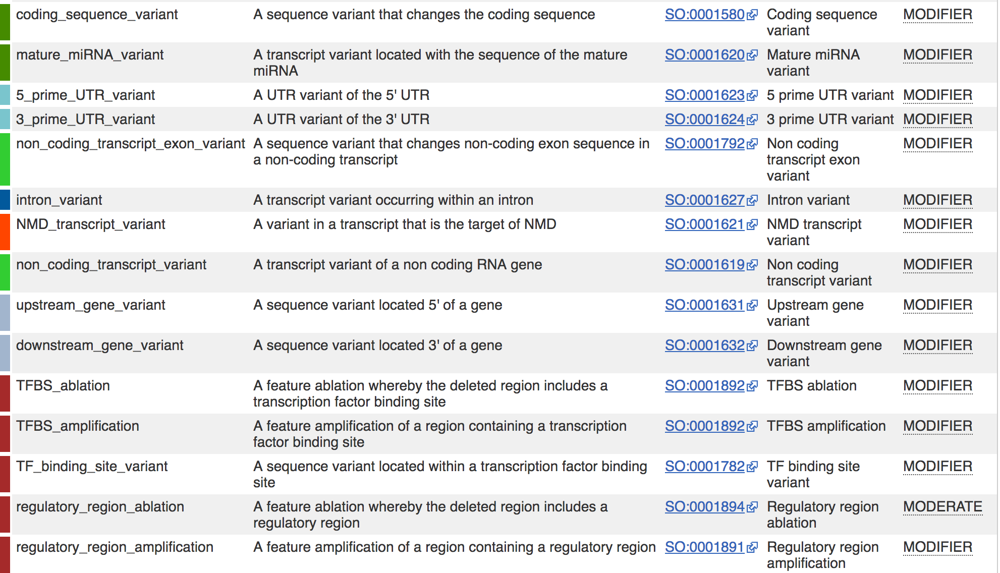 coding_sequence_variant A sequence variant that changes the coding sequence SO:0001580 Coding sequence MODIFIER
variant
mature_miRNA_variant A transcript variant located with the sequence of the mature SO:0001620 Mature miRNA MODIFIER
miRNA variant
5_prime_UTR_variant A UTR variant of the 5' UTR SO:0001623 5 prime UTR variant MODIFIER
3_prime_UTR_variant A UTR variant of the 3' UTR SO:0001624 3 prime UTR variant MODIFIER
non_coding_transcript_exon_variant A sequence variant that changes non-coding exon sequence in SO:0001792 Non coding MODIFIER
a non-coding transcript transcript exon
variant
intron_variant A transcript variant occurring within an intron SO:0001627 Intron variant MODIFIER
NMD_transcript_variant A variant in a transcript that is the target of NMD SO:0001621 NMD transcript MODIFIER
variant
non_coding_transcript_variant A transcript variant of a non coding RNA gene SO:0001619 Non coding MODIFIER
transcript variant
upstream_gene_variant A sequence variant located 5' of a gene SO:0001631 Upstream gene MODIFIER
variant
downstream_gene_variant A sequence variant located 3' of a gene SO:0001632 Downstream gene MODIFIER
variant
TFBS_ablation A feature ablation whereby the deleted region includes a SO:0001892 TFBS ablation MODIFIER
transcription factor binding site
TFBS_amplification A feature amplification of a region containing a transcription SO:0001892 TFBS amplification MODIFIER
factor binding site
TF_binding_site_variant A sequence variant located within a transcription factor binding SO:0001782 TF binding site MODIFIER
site variant
regulatory_region_ablation A feature ablation whereby the deleted region includes a SO:0001894 Regulatory region MODERATE
regulatory region ablation
regulatory_region_amplification A feature amplification of a region containing a regulatory region SO:0001891 Regulatory region MODIFIER
amplification